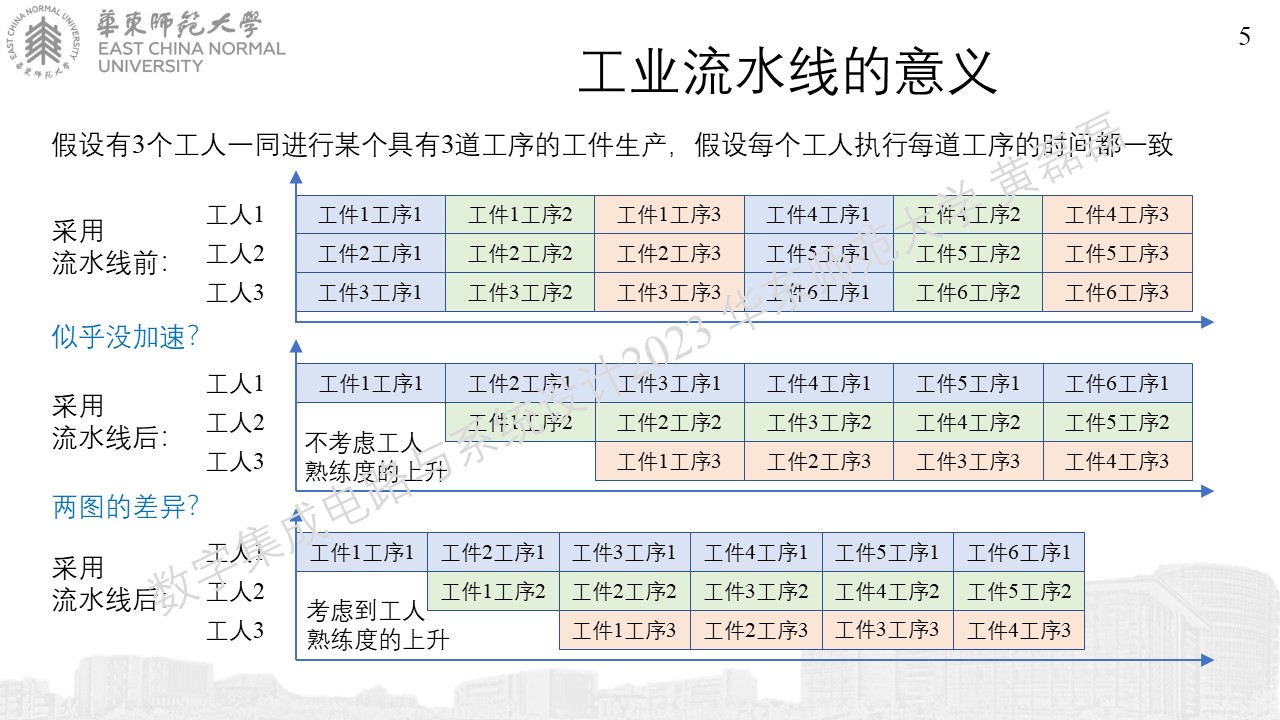 華東師範大學
EAST CHINA NORMAL
UNIVERSITY
EAST CHINA NORMAL UNIVERSITY
華東师范大学
5
工业流水线的意义
假设有3个工人一同进行某个具有3道工序的工件生产，假设每个工人执行每道工序的时间都一致
采用
流水线前：
工人1 工件1工序1 工件1工序2 工件1工序3 工件4工序1 工件4工序2 工件4工序3
工人2 工件2工序1 工件2工序2 工件2工序3 工件5工序1 工件5工序2 工件5工序3
工人3 工件3工序1 工件3工序2 工件3工序3 工件6工序1 工件6工序2 工件6工序3
似乎没加速？
采用
流水线后：
工人1 工件1工序1 工件2工序1 工件3工序1 工件4工序1 工件5工序1 工件6工序1
工人2 工件1工序2 工件2工序2 工件3工序2 工件4工序2 工件5工序2
工人3 工件1工序3 工件2工序3 工件3工序3 工件4工序3
不考虑工人
熟练度的上升
两图的差异？
采用
流水线后：
工人1 工件1工序1 工件2工序1 工件3工序1 工件4工序1 工件5工序1 工件6工序1
工人2 工件1工序2 工件2工序2 工件3工序2 工件4工序2 工件5工序2
工人3 工件1工序3 工件2工序3 工件3工序3 工件4工序3
考虑到工人
熟练度的上升
数字集成电路与系统设计2023 华东师范大学 黄磊磊